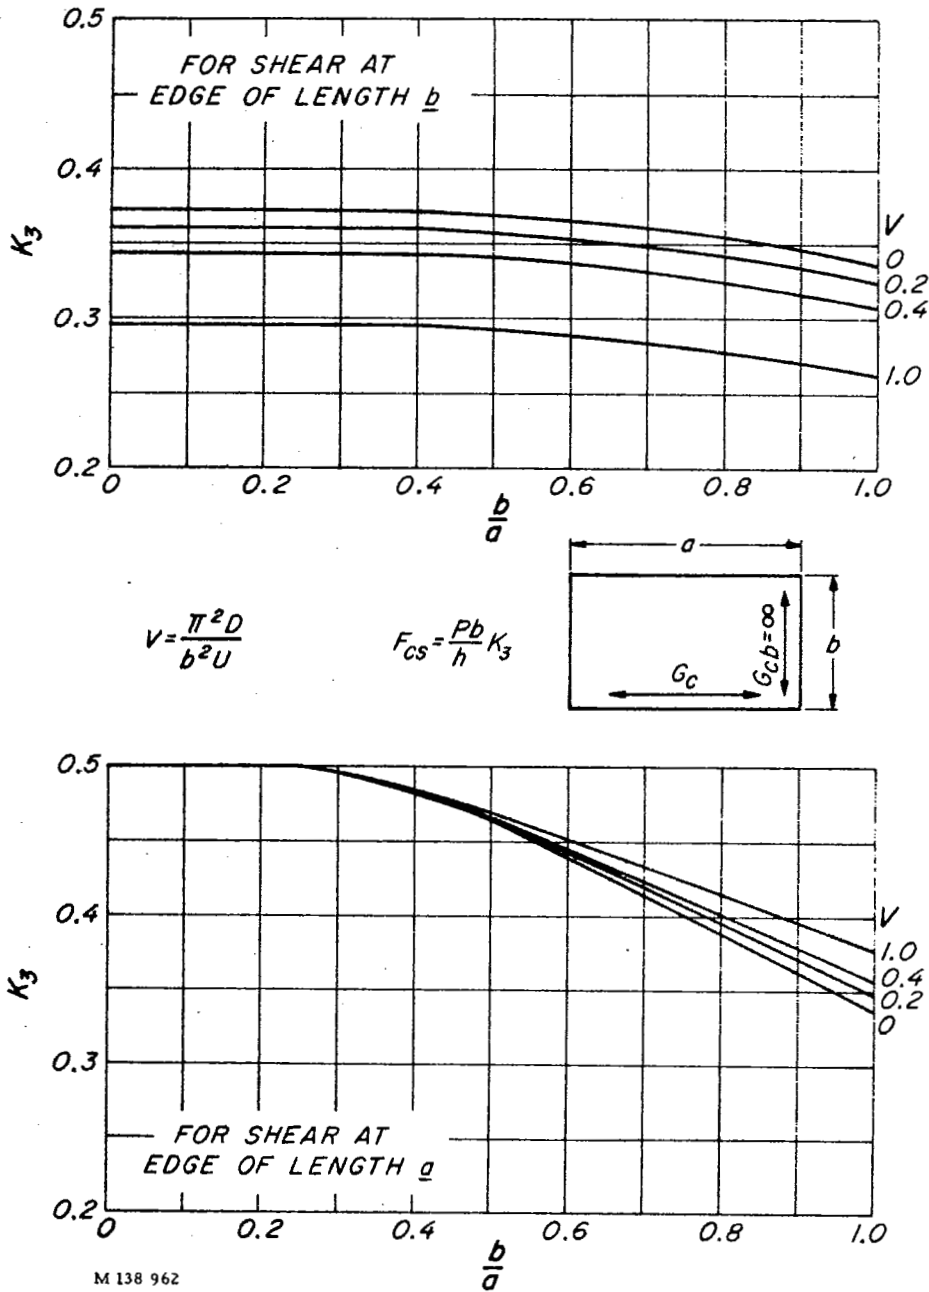 0.5
FOR SHEAR AT
EDGE OF LENGTH b
0.4
K3
V
0
0.2
0.4
0.3
1.0
0.2
0 0.2 0.4 0.6 0.8 1.0
b/a
a
V = π²D / b²U
Fcs = Pb/h K3
Gc
Gcb = ∞
b
0.5
0.4
V
1.0
0.4
0.2
0
K3
0.3
FOR SHEAR AT
EDGE OF LENGTH a
0.2
0 0.2 0.4 0.6 0.8 1.0
b/a
M 138 962